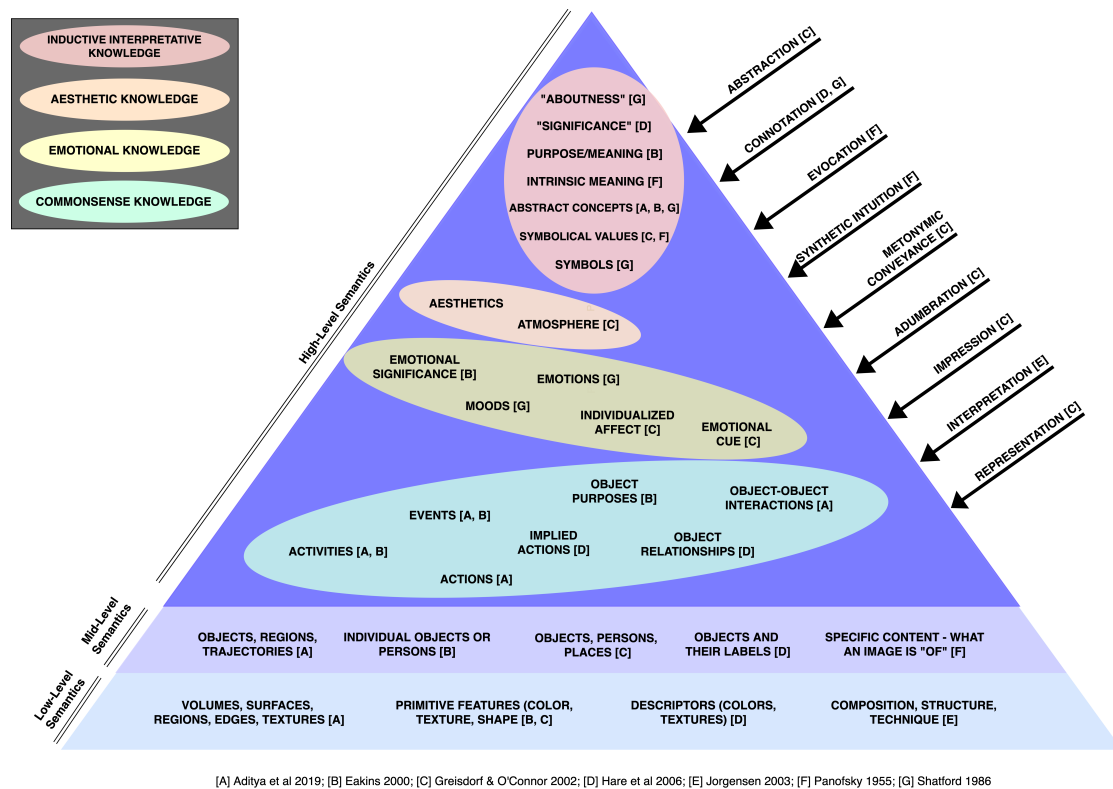 INDUCTIVE INTERPRETATIVE
KNOWLEDGE
AESTHETIC KNOWLEDGE
EMOTIONAL KNOWLEDGE
COMMONSENSE KNOWLEDGE
High-Level Semantics
Mid-Level
Semantics
Low-Level
Semantics
"ABOUTNESS" [G]
"SIGNIFICANCE" [D]
PURPOSE/MEANING [B]
INTRINSIC MEANING [F]
ABSTRACT CONCEPTS [A, B, G]
SYMBOLICAL VALUES [C, F]
SYMBOLS [G]
AESTHETICS
ATMOSPHERE [C]
EMOTIONAL
SIGNIFICANCE [B]
EMOTIONS [G]
MOODS [G]
INDIVIDUALIZED
AFFECT [C]
EMOTIONAL
CUE [C]
OBJECT
PURPOSES [B]
OBJECT-OBJECT
INTERACTIONS [A]
EVENTS [A, B]
IMPLIED
ACTIONS [D]
OBJECT
RELATIONSHIPS [D]
ACTIVITIES [A, B]
ACTIONS [A]
ABSTRACTION [C]
CONNOTATION [D, G]
EVOCATION [F]
SYNTHETIC INTUITION [F]
METONYMIC
CONVEYANCE [C]
ADUMBRATION [C]
IMPRESSION [C]
INTERPRETATION [E]
REPRESENTATION [C]
OBJECTS, REGIONS,
TRAJECTORIES [A]
INDIVIDUAL OBJECTS OR
PERSONS [B]
OBJECTS, PERSONS,
PLACES [C]
OBJECTS AND
THEIR LABELS [D]
SPECIFIC CONTENT - WHAT
AN IMAGE IS "OF" [F]
VOLUMES, SURFACES,
REGIONS, EDGES, TEXTURES [A]
PRIMITIVE FEATURES (COLOR,
TEXTURE, SHAPE [B, C]
DESCRIPTORS (COLORS,
TEXTURES) [D]
COMPOSITION, STRUCTURE,
TECHNIQUE [E]
[A] Aditya et al 2019; [B] Eakins 2000; [C] Greisdorf & O'Connor 2002; [D] Hare et al 2006; [E] Jorgensen 2003; [F] Panofsky 1955; [G] Shatford 1986